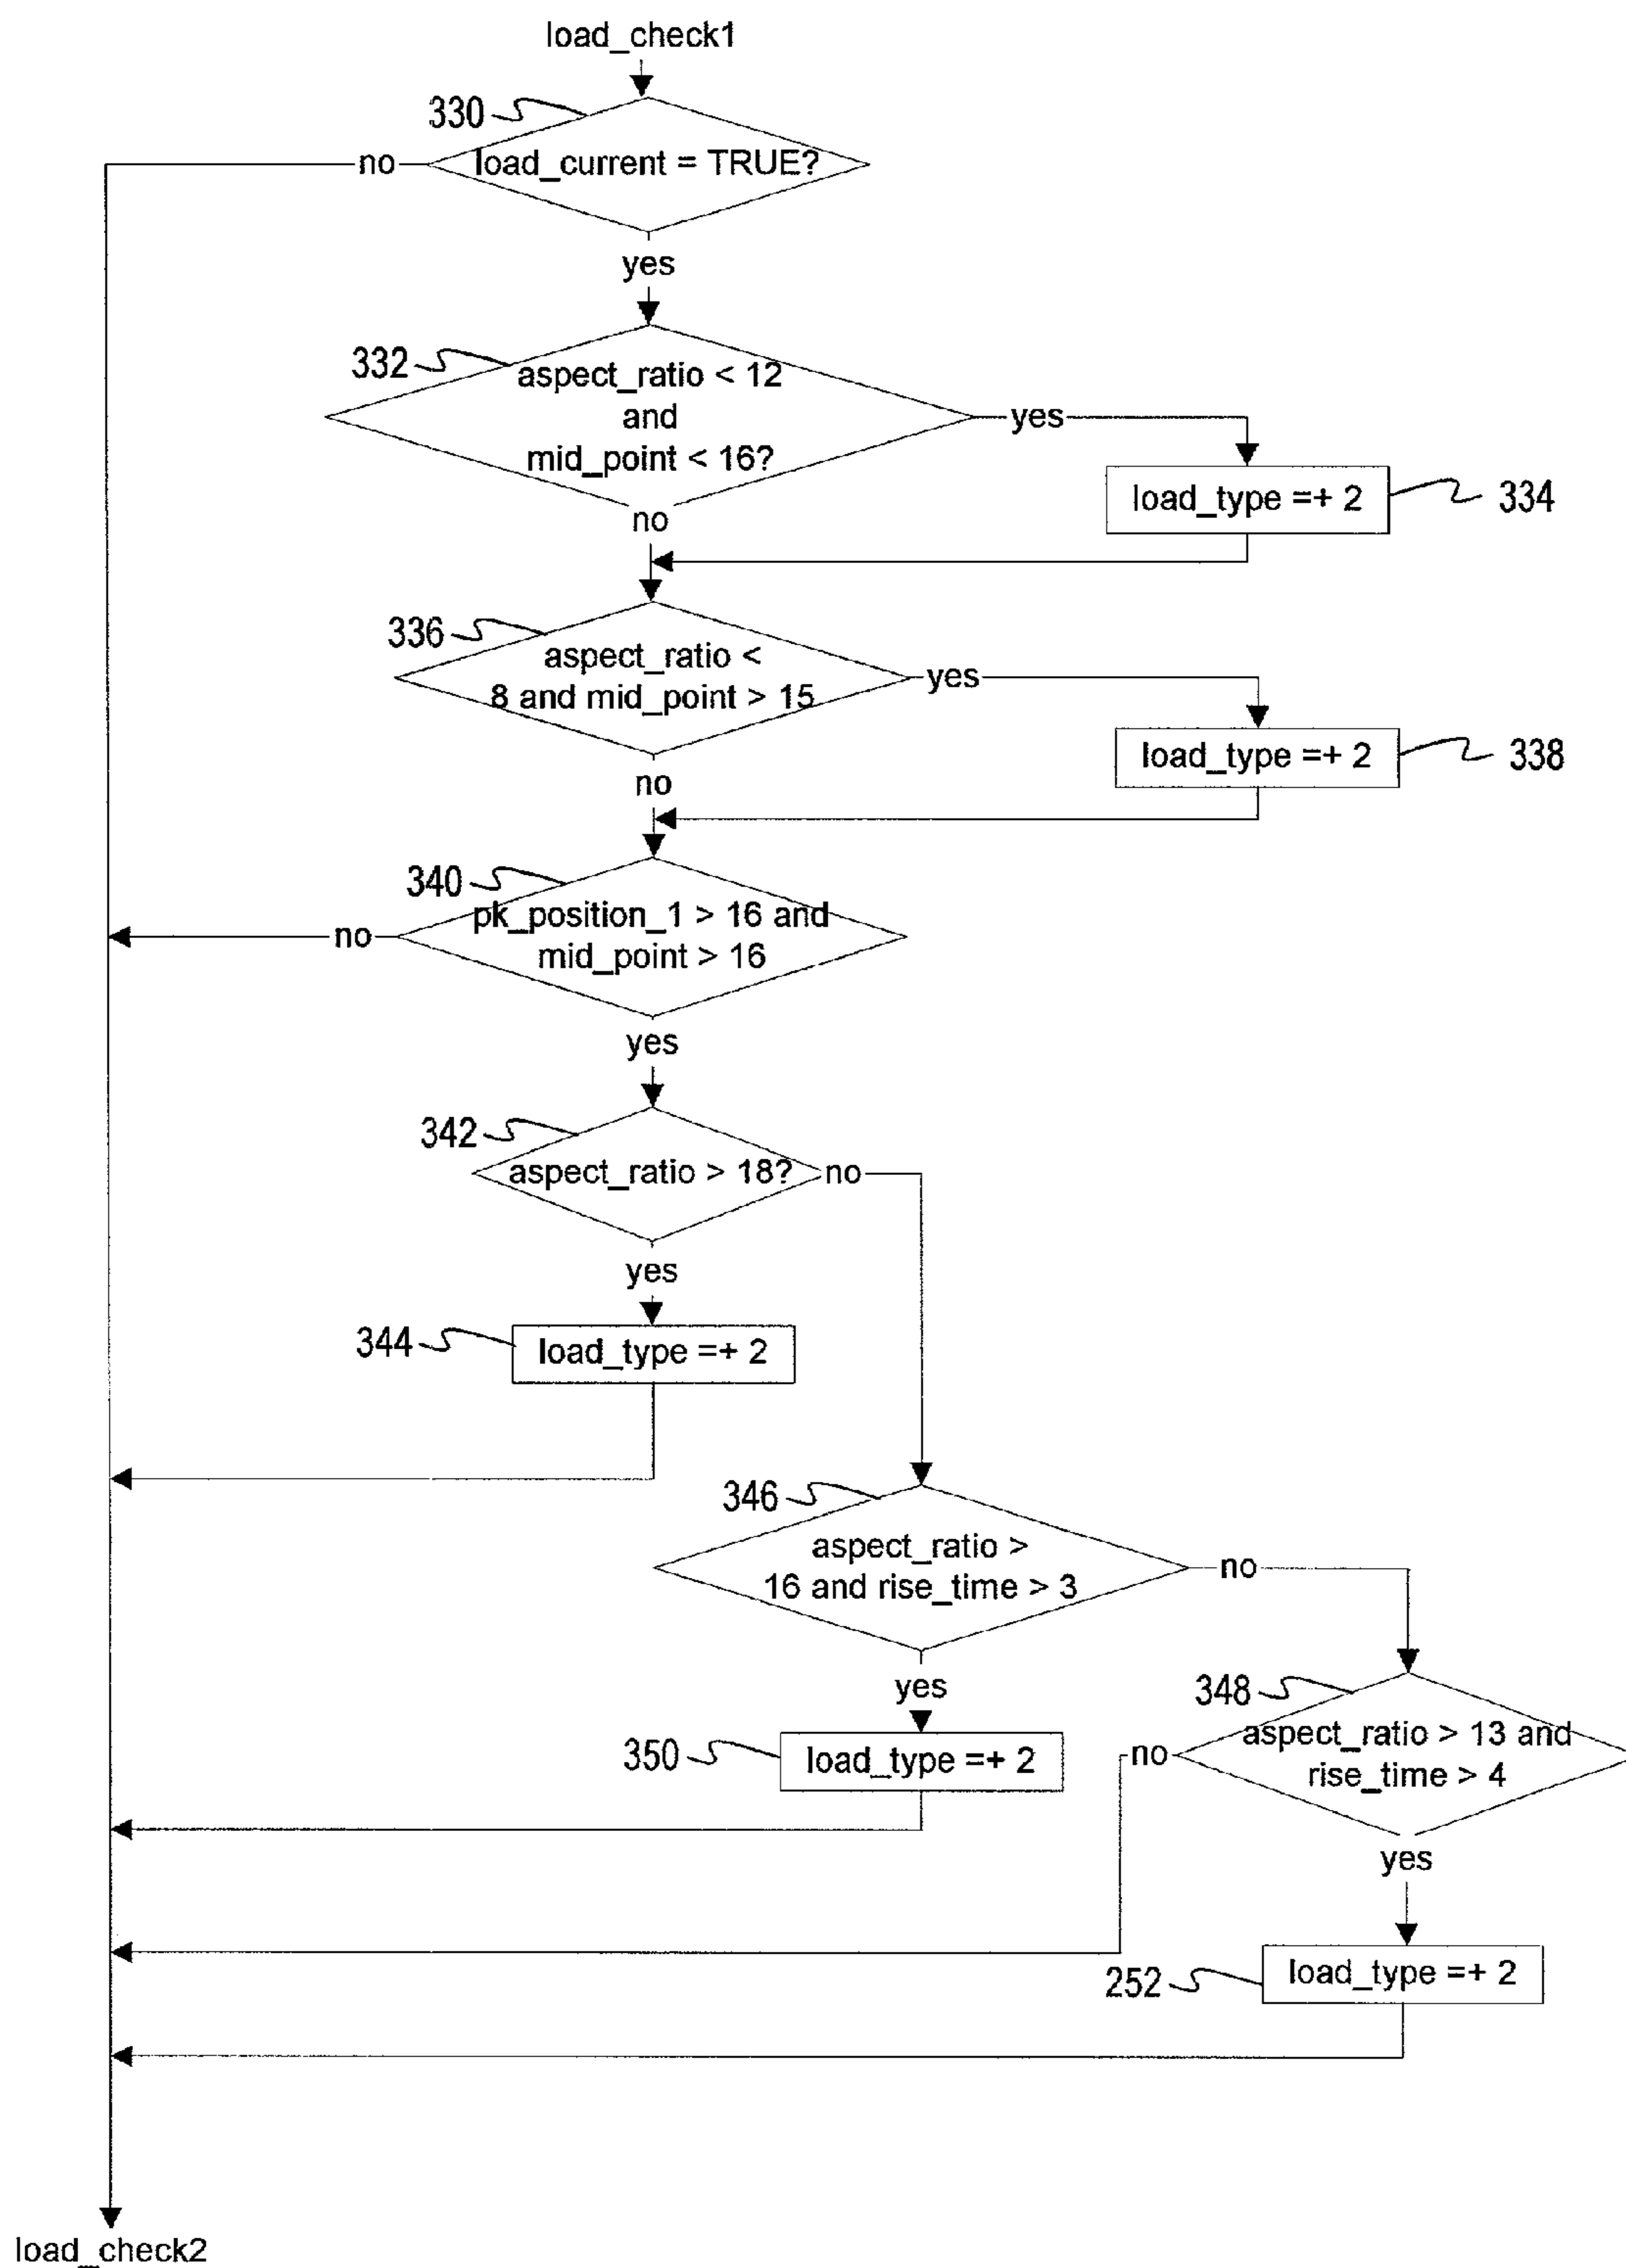 load_check1
330
load_current = TRUE?
no
yes
332
aspect_ratio < 12
and
mid_point < 16?
yes
load_type =+ 2
334
no
336
aspect_ratio <
8 and mid_point > 15
yes
load_type =+ 2
338
no
340
pk_position_1 > 16 and
mid_point > 16
no
yes
342
aspect_ratio > 18?
no
yes
344
load_type =+ 2
346
aspect_ratio >
16 and rise_time > 3
no
yes
348
aspect_ratio > 13 and
rise_time > 4
no
350
load_type =+ 2
yes
252
load_type =+ 2
load_check2